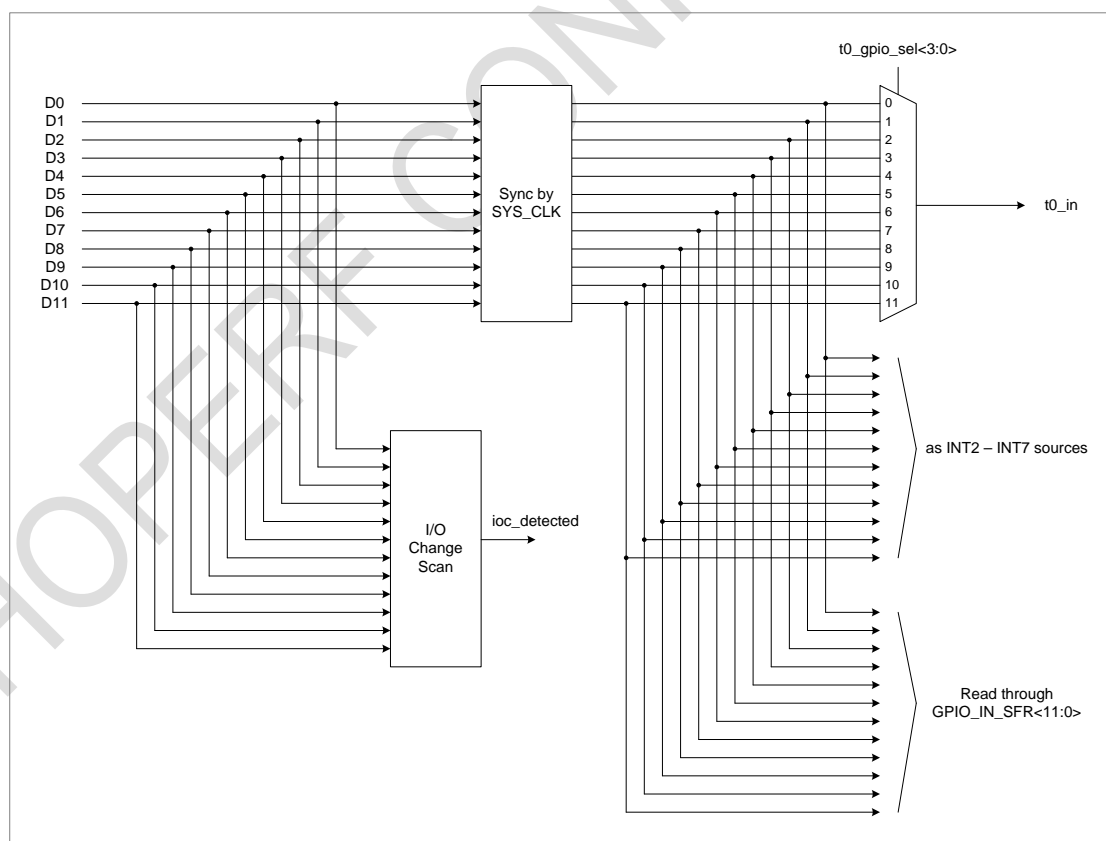 t0_gpio_sel<3:0>
D0
D1
D2
D3
D4
D5
D6
D7
D8
D9
D10
D11
Sync by
SYS_CLK
0
1
2
3
4
5
6
7
8
9
10
11
t0_in
as INT2 – INT7 sources
I/O
Change
Scan
ioc_detected
Read through
GPIO_IN_SFR<11:0>
HOPERF CON